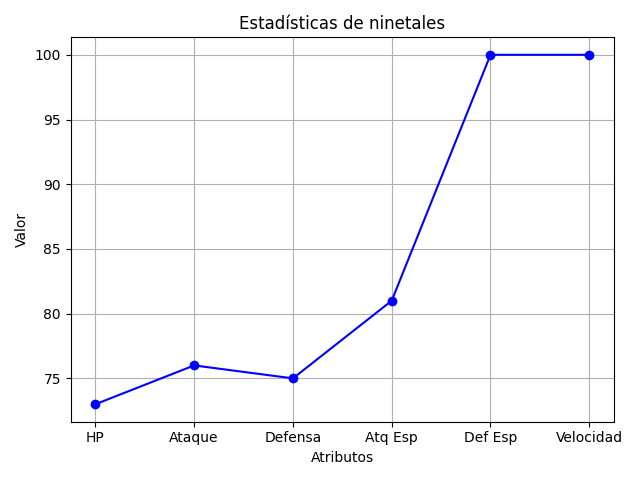 Estadísticas de ninetales
100
95
90
85
80
75
Valor
HP Ataque Defensa Atq Esp Def Esp Velocidad
Atributos